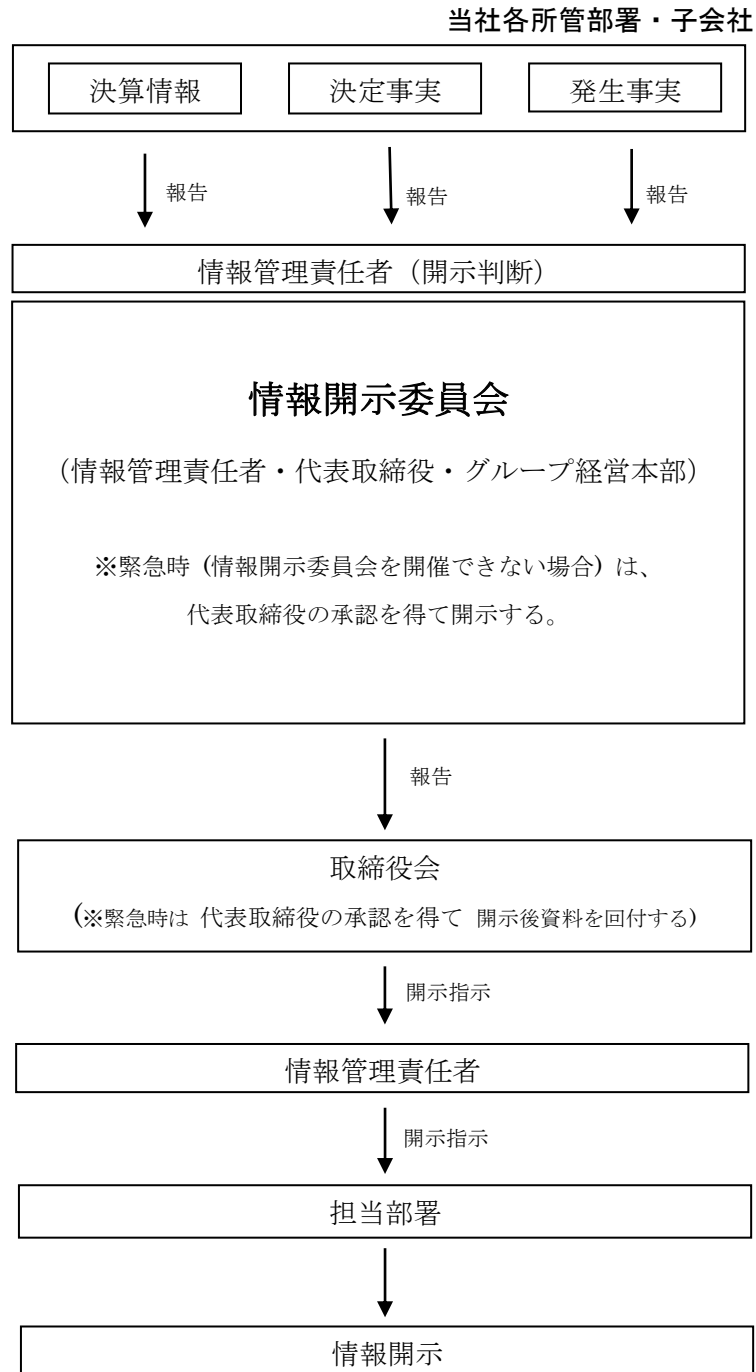 当社各所管部署・子会社
決算情報
決定事実
発生事実
報告
報告
報告
情報管理責任者（開示判断）
情報開示委員会
（情報管理責任者・代表取締役・グループ経営本部）
※緊急時 (情報開示委員会を開催できない場合) は、
代表取締役の承認を得て開示する。
報告
取締役会
(※緊急時は 代表取締役の承認を得て 開示後資料を回付する)
開示指示
情報管理責任者
開示指示
担当部署
情報開示